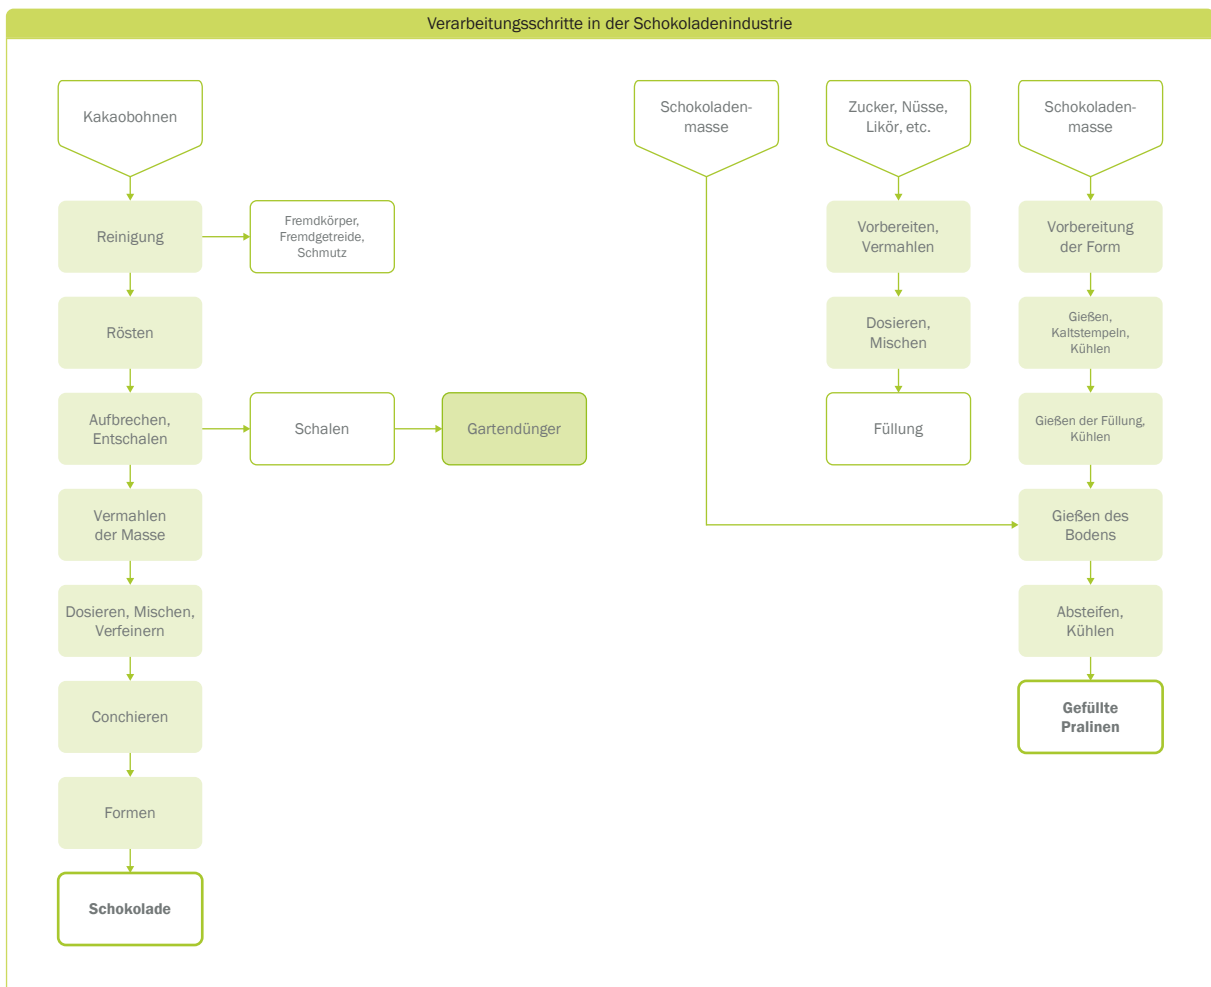 Verarbeitungsschritte in der Schokoladenindustrie
Kakaobohnen
Reinigung
Fremdkörper,
Fremdgetreide,
Schmutz
Rösten
Aufbrechen,
Entschalen
Schalen
Gartendünger
Vermahlen
der Masse
Dosieren, Mischen,
Verfeinern
Conchieren
Formen
Schokolade
Schokoladen-
masse
Zucker, Nüsse,
Likör, etc.
Vorbereiten,
Vermahlen
Dosieren,
Mischen
Füllung
Schokoladen-
masse
Vorbereitung
der Form
Gießen,
Kaltstempeln,
Kühlen
Gießen der Füllung,
Kühlen
Gießen des
Bodens
Absteifen,
Kühlen
Gefüllte
Pralinen